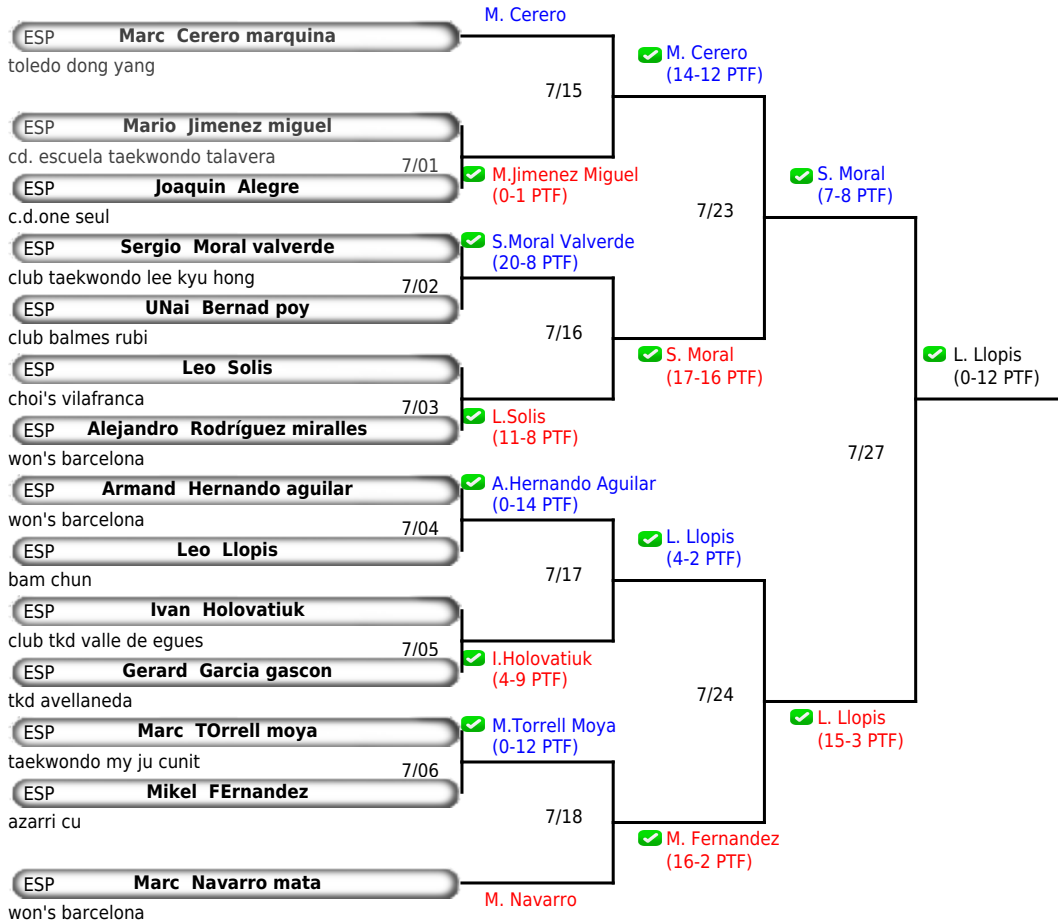 M. Cerero
ESP Marc Cerero marquina
toledo dong yang
M. Cerero
(14-12 PTF)
7/15
ESP Mario Jimenez miguel
cd. escuela taekwondo talavera
7/01
M.Jimenez Miguel
(0-1 PTF)
ESP Joaquin Alegre
c.d.one seul
7/23
S. Moral
(7-8 PTF)
ESP Sergio Moral valverde
S.Moral Valverde
(20-8 PTF)
club taekwondo lee kyu hong
7/02
ESP UNai Bernad poy
club balmes rubi
7/16
S. Moral
(17-16 PTF)
ESP Leo Solis
choi's vilafranca
7/03
L.Solis
(11-8 PTF)
ESP Alejandro Rodríguez miralles
won's barcelona
L. Llopis
(0-12 PTF)
7/27
ESP Armand Hernando aguilar
A.Hernando Aguilar
(0-14 PTF)
won's barcelona
7/04
ESP Leo Llopis
bam chun
L. Llopis
(4-2 PTF)
7/17
ESP Ivan Holovatiuk
club tkd valle de egues
7/05
I.Holovatiuk
(4-9 PTF)
ESP Gerard Garcia gascon
tkd avellaneda
7/24
L. Llopis
(15-3 PTF)
ESP Marc TOrrell moya
M.Torrell Moya
(0-12 PTF)
taekwondo my ju cunit
7/06
ESP Mikel FErnandez
azarri cu
7/18
M. Fernandez
(16-2 PTF)
ESP Marc Navarro mata
M. Navarro
won's barcelona